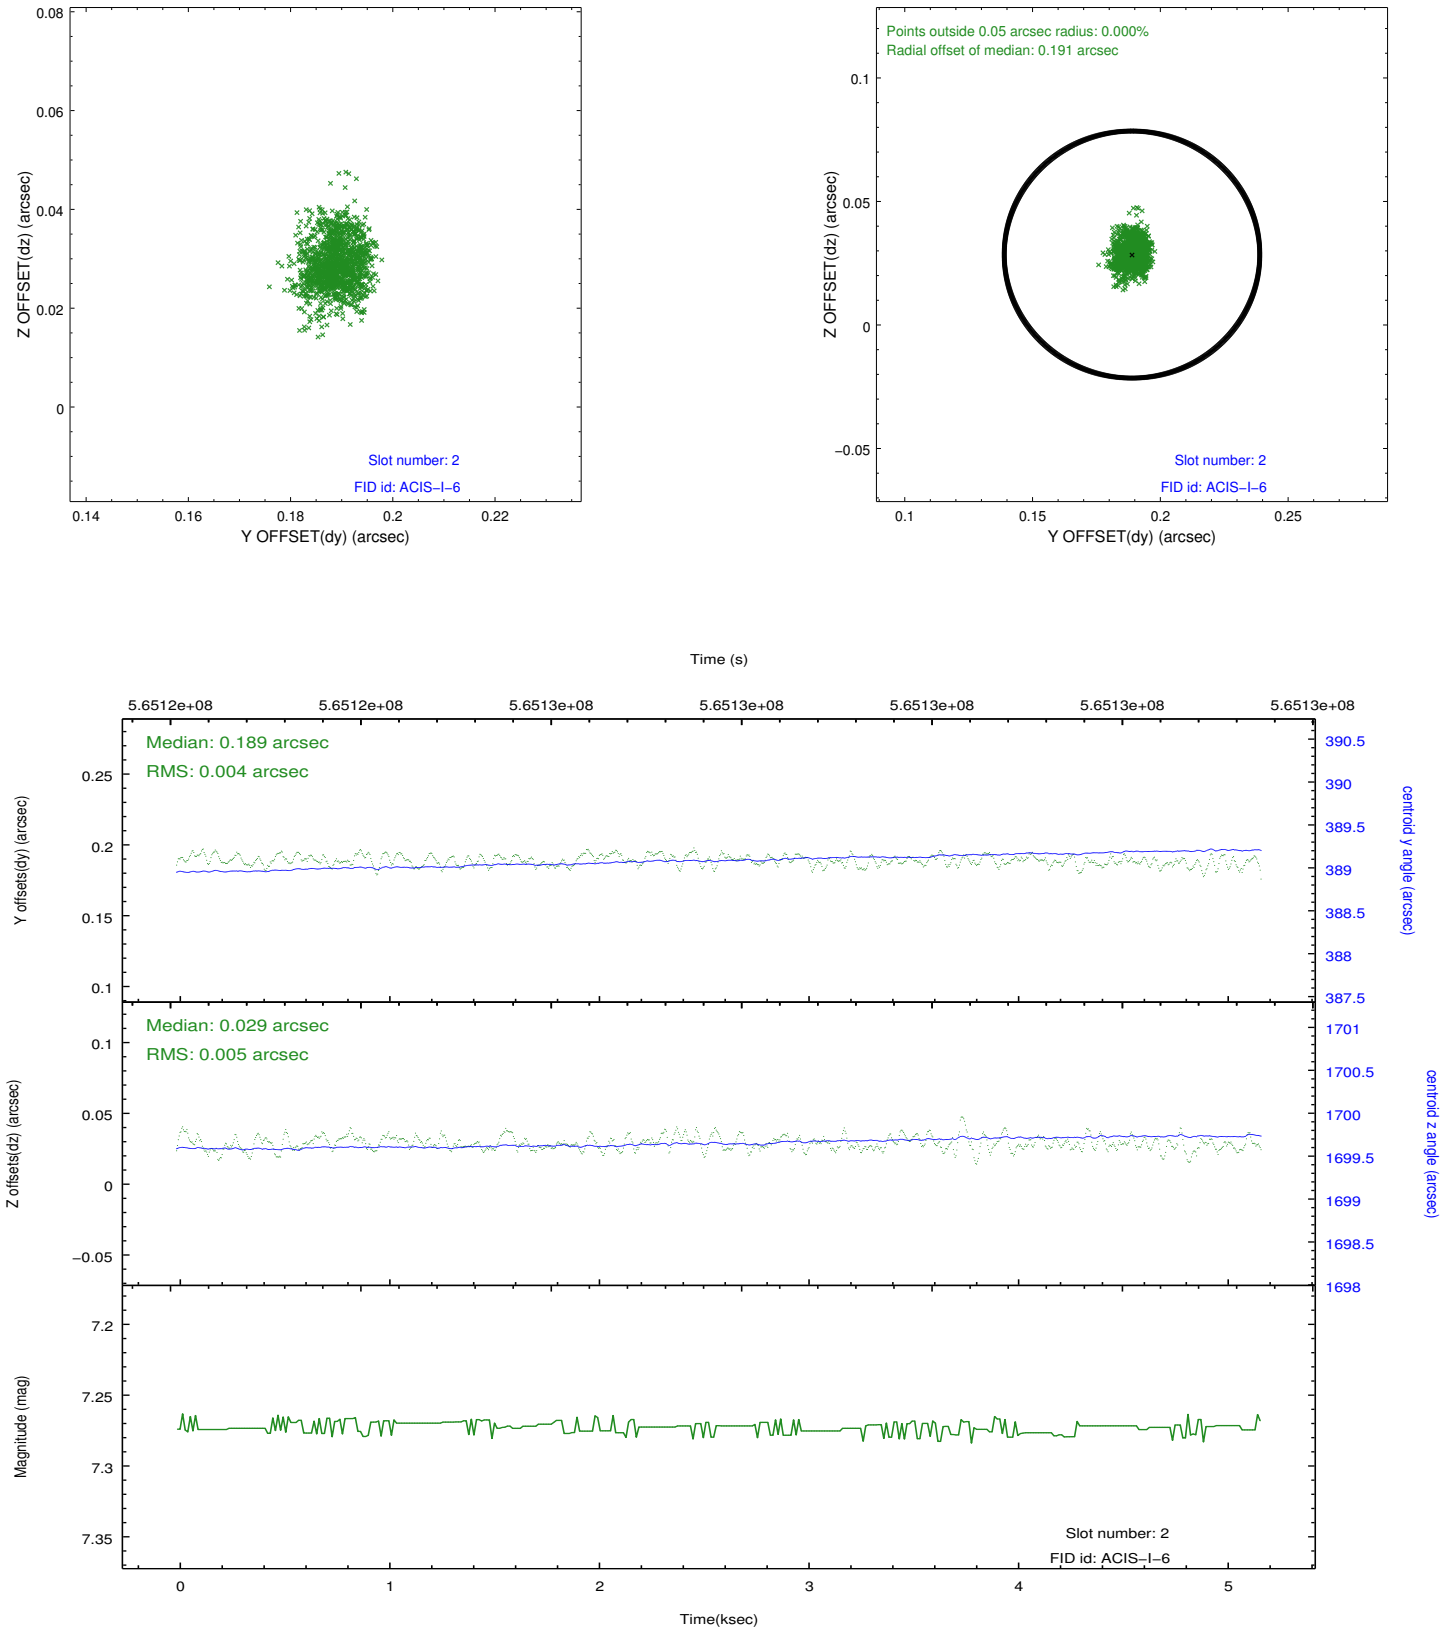 0.08
0.06
0.04
0.02
0
Z OFFSET(dz) (arcsec)
Slot number: 2
FID id: ACIS−I−6
0.14 0.16 0.18 0.2 0.22
Y OFFSET(dy) (arcsec)
Points outside 0.05 arcsec radius: 0.000%
Radial offset of median: 0.191 arcsec
0.1
0.05
0
−0.05
Z OFFSET(dz) (arcsec)
Slot number: 2
FID id: ACIS−I−6
0.1 0.15 0.2 0.25
Y OFFSET(dy) (arcsec)
Time (s)
5.6512e+08 5.6512e+08 5.6513e+08 5.6513e+08 5.6513e+08 5.6513e+08 5.6513e+08
Median: 0.189 arcsec
RMS: 0.004 arcsec
0.25
0.2
0.15
0.1
Y offsets(dy) (arcsec)
390.5
390
389.5
389
388.5
388
387.5
centroid y angle (arcsec)
Median: 0.029 arcsec
RMS: 0.005 arcsec
0.1
0.05
0
−0.05
Z offsets(dz) (arcsec)
1701
1700.5
1700
1699.5
1699
1698.5
1698
centroid z angle (arcsec)
7.2
7.25
7.3
7.35
Magnitude (mag)
Slot number: 2
FID id: ACIS−I−6
0 1 2 3 4 5
Time(ksec)